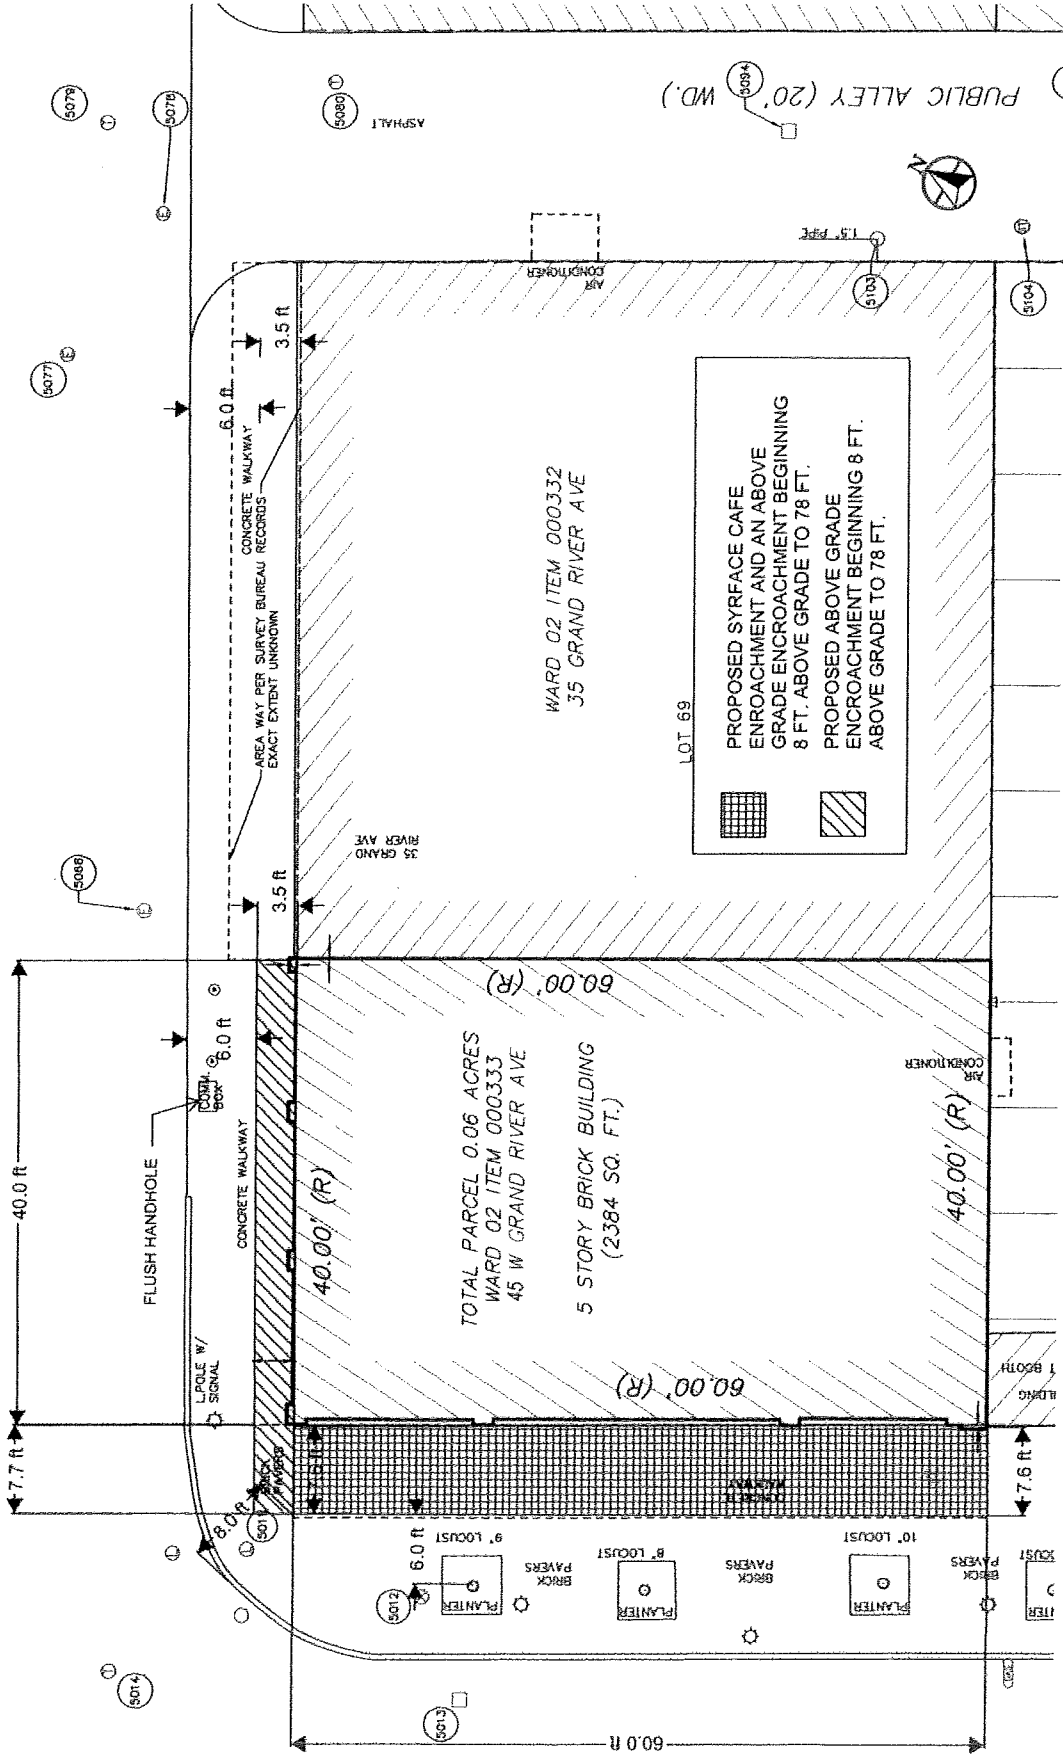 5079
5078
5080
ASPHALT
PUBLIC ALLEY (20' WD.)
5094
N
5077
6.0 ft
3.5 ft
AIR
CONDITIONER
1.5" PIPE
5103
5104
CONCRETE WALKWAY
AREA WAY PER SURVEY BUREAU RECORDS
EXACT EXTENT UNKNOWN
WARD 02 ITEM 000332
35 GRAND RIVER AVE
35 GRAND
RIVER AVE
LOT 69
PROPOSED SYRFACE CAFE
ENROACHMENT AND AN ABOVE
GRADE ENCROACHMENT BEGINNING
8 FT. ABOVE GRADE TO 78 FT.
PROPOSED ABOVE GRADE
ENCROACHMENT BEGINNING 8 FT.
ABOVE GRADE TO 78 FT.
5088
3.5 ft
40.0 ft
FLUSH HANDHOLE
COMM.
BOX
6.0 ft
CONCRETE WALKWAY
60.00' (R)
40.00' (R)
TOTAL PARCEL 0.06 ACRES
WARD 02 ITEM 000333
45 W GRAND RIVER AVE
5 STORY BRICK BUILDING
(2384 SQ. FT.)
AIR
CONDITIONER
40.00' (R)
60.00' (R)
L.POLE W/
SIGNAL
T BOOTH
ILDING
7.7 ft
BRICK
PAVERS
7.6 ft
CONCRETE
WALKWAY
7.6 ft
8.0 ft
6.0 ft
9" LOCUST
PLANTER
BRICK
PAVERS
8" LOCUST
PLANTER
BRICK
PAVERS
10" LOCUST
PLANTER
BRICK
PAVERS
OCUST
TER
5012
5014
5013
60.0 ft